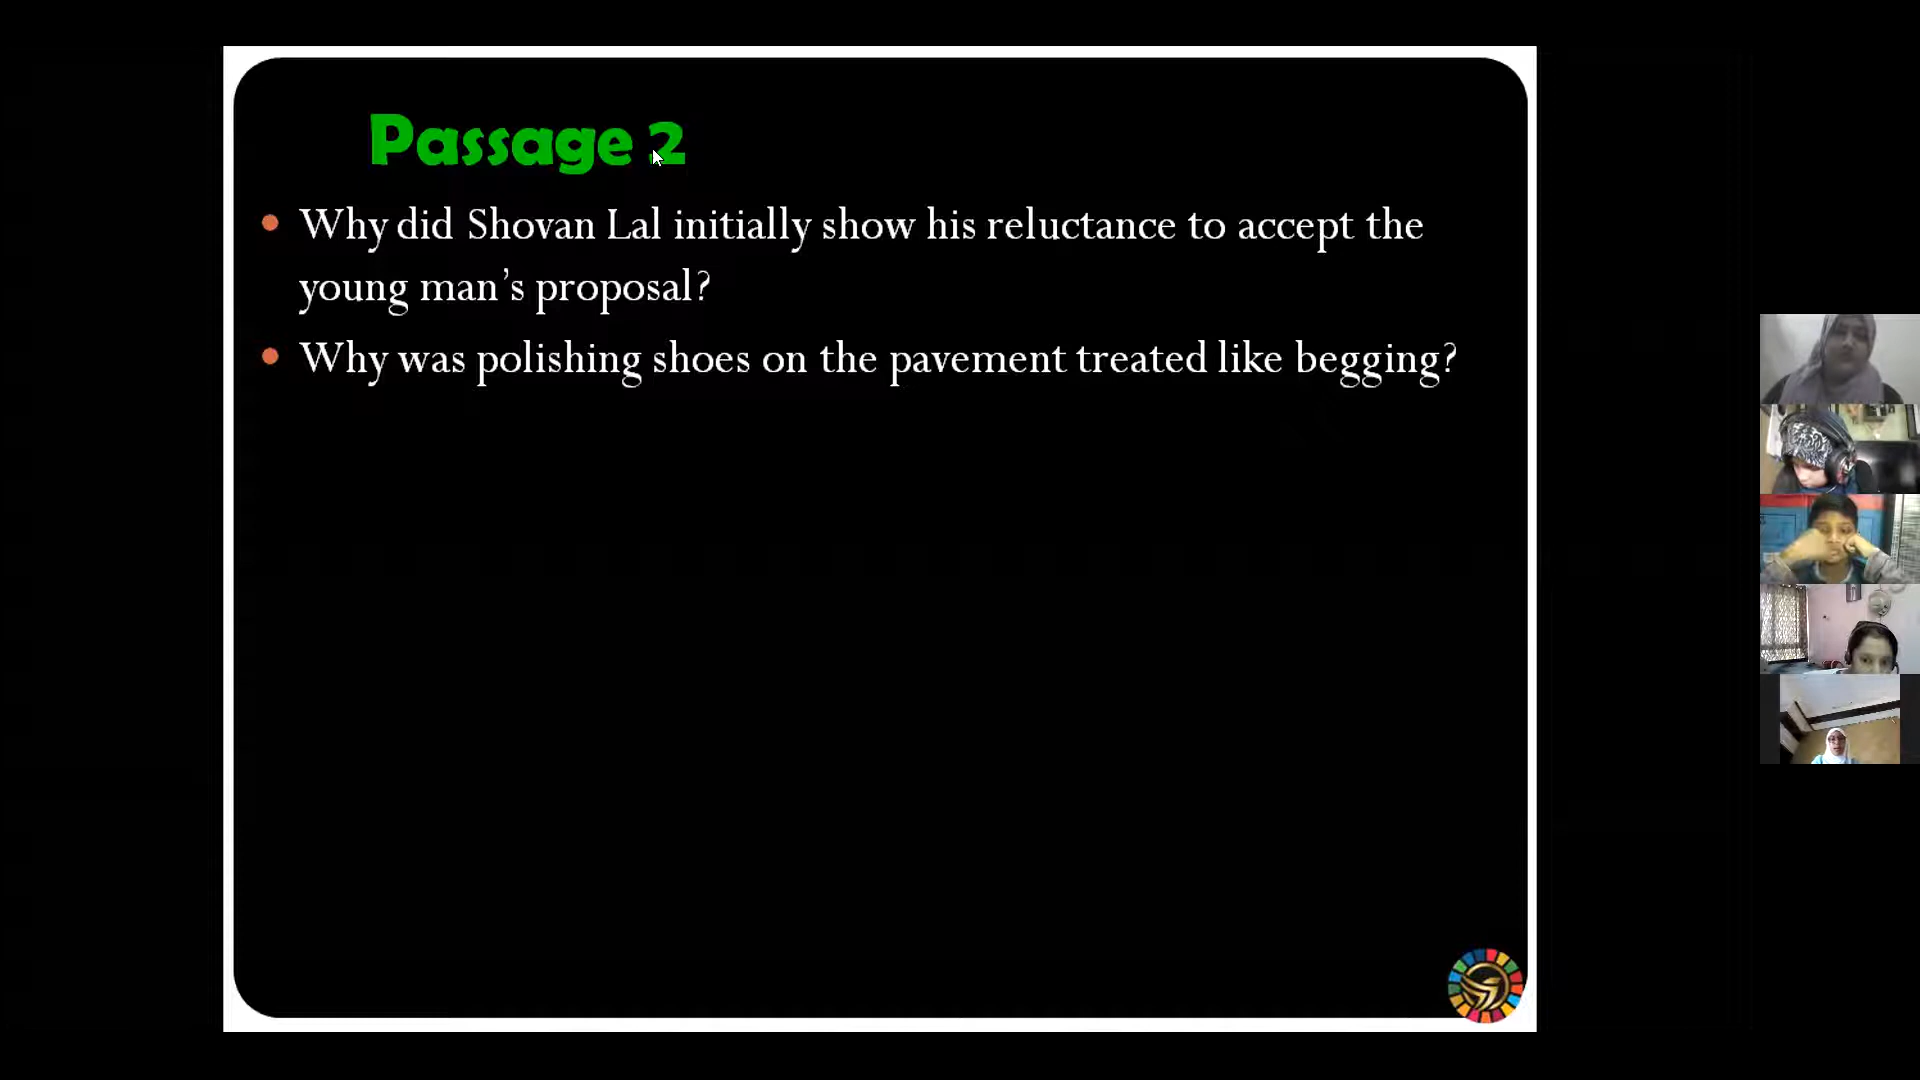 Passage 2
Why did Shovan Lal initially show his reluctance to accept the
young man’s proposal?
Why was polishing shoes on the pavement treated like begging?